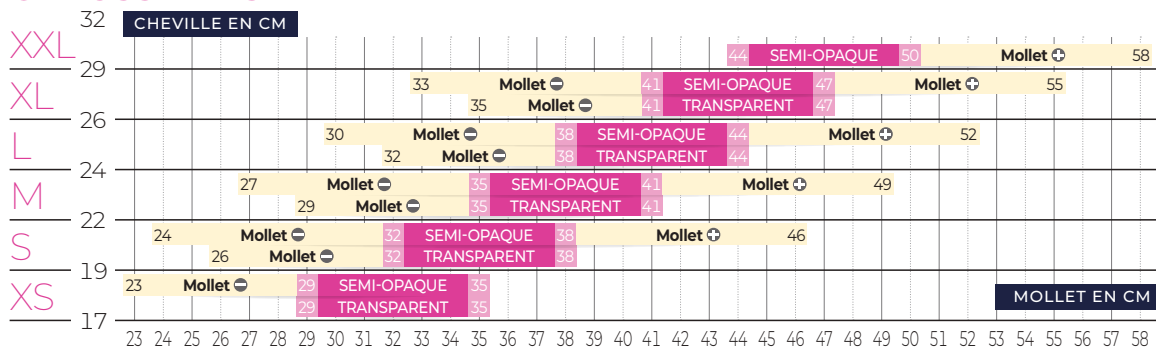 32
CHEVILLE EN CM
XXL
44 SEMI-OPAQUE 50 Mollet + 58
29
XL
33 Mollet - 41 SEMI-OPAQUE 47 Mollet + 55
35 Mollet - 41 TRANSPARENT 47
26
L
30 Mollet - 38 SEMI-OPAQUE 44 Mollet + 52
32 Mollet - 38 TRANSPARENT 44
24
M
27 Mollet - 35 SEMI-OPAQUE 41 Mollet + 49
29 Mollet - 35 TRANSPARENT 41
22
S
24 Mollet - 32 SEMI-OPAQUE 38 Mollet + 46
26 Mollet - 32 TRANSPARENT 38
19
XS
23 Mollet - 29 SEMI-OPAQUE 35
29 TRANSPARENT 35
MOLLET EN CM
17
23 24 25 26 27 28 29 30 31 32 33 34 35 36 37 38 39 40 41 42 43 44 45 46 47 48 49 50 51 52 53 54 55 56 57 58